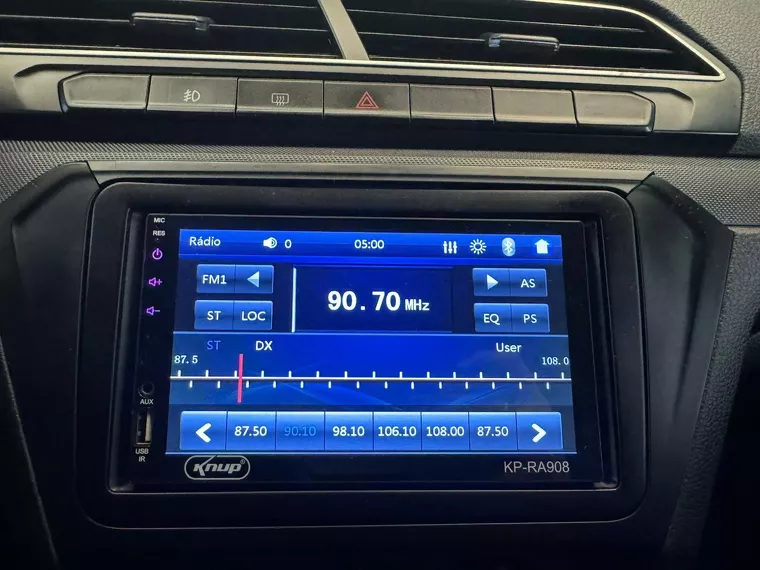 MIC
RES
Rádio 0 05:00
FM1 AS
90.70 MHz
ST LOC EQ PS
ST DX User
87.5 108.0
87.50 90.10 98.10 106.10 108.00 87.50
AUX
USB
IR
Knup® KP-RA908